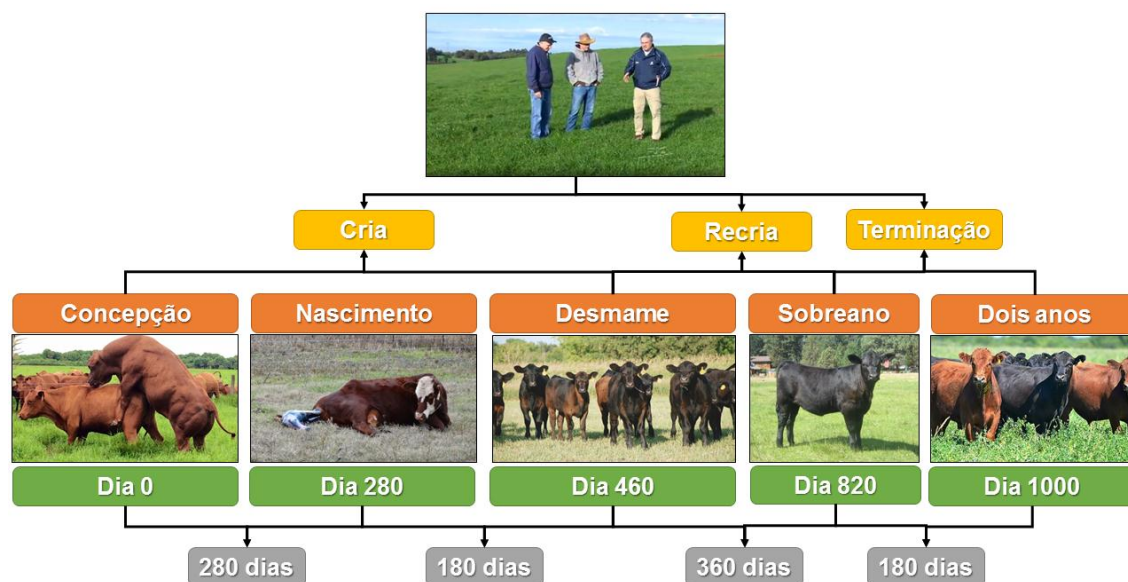 Cria
Recria
Terminação
Concepção
Nascimento
Desmame
Sobreano
Dois anos
Dia 0
Dia 280
Dia 460
Dia 820
Dia 1000
280 dias
180 dias
360 dias
180 dias